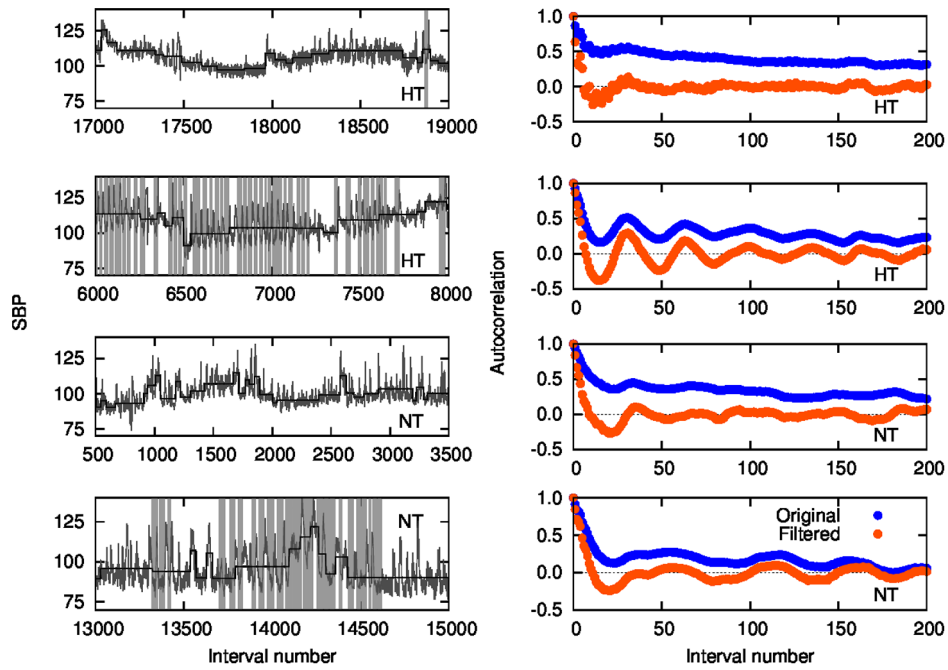 125
100
75
HT
17000 17500 18000 18500 19000
1.0
0.5
0.0
-0.5
HT
0 50 100 150 200
125
100
75
HT
6000 6500 7000 7500 8000
1.0
0.5
0.0
-0.5
HT
0 50 100 150 200
SBP
Autocorrelation
125
100
75
NT
500 1000 1500 2000 2500 3000 3500
1.0
0.5
0.0
-0.5
NT
0 50 100 150 200
125
100
75
NT
13000 13500 14000 14500 15000
Interval number
1.0
0.5
0.0
-0.5
Original
Filtered
NT
0 50 100 150 200
Interval number